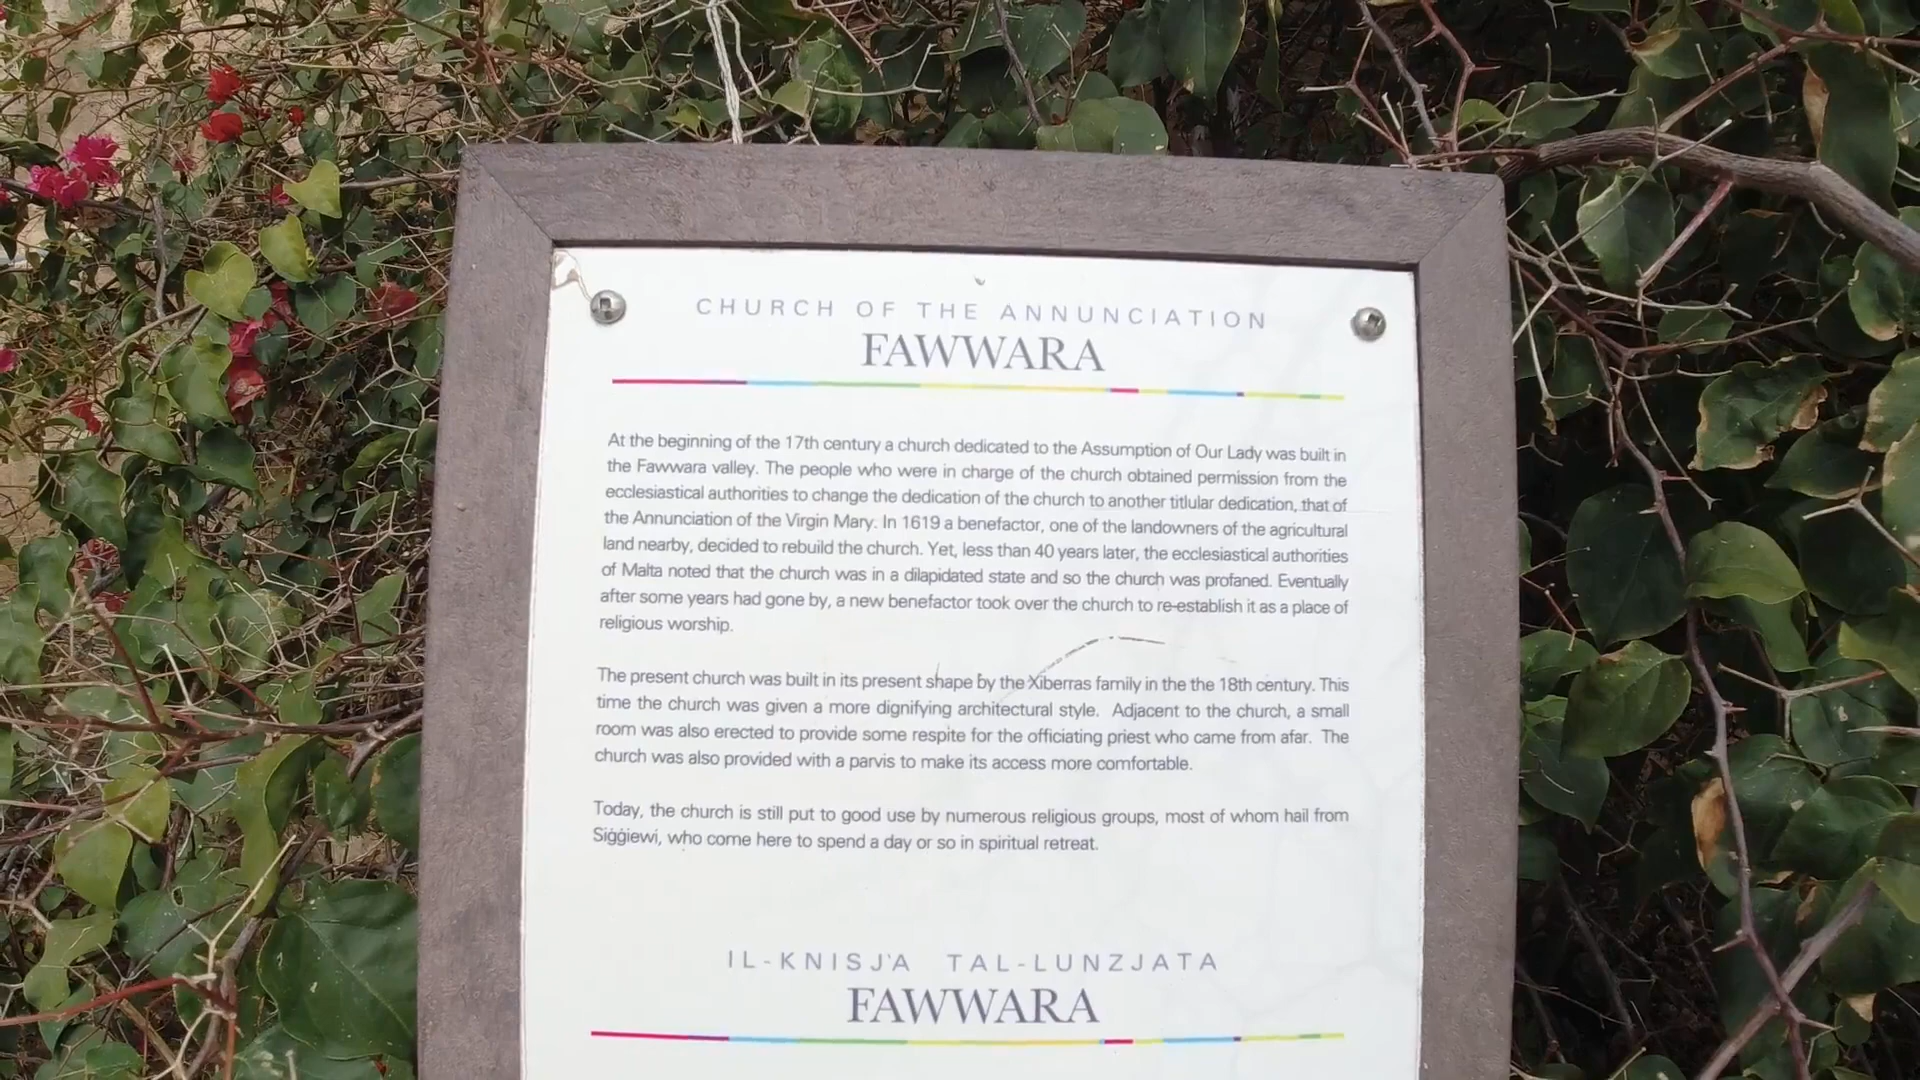 CHURCH OF THE ANNUNCIATION
FAWWARA
At the beginning of the 17th century a church dedicated to the Assumption of Our Lady was built in
the Fawwara valley. The people who were in charge of the church obtained permission from the
ecclesiastical authorities to change the dedication of the church to another titlular dedication, that of
the Annunciation of the Virgin Mary. In 1619 a benefactor, one of the landowners of the agricultural
land nearby, decided to rebuild the church. Yet, less than 40 years later, the ecclesiastical authorities
of Malta noted that the church was in a dilapidated state and so the church was profaned. Eventually
after some years had gone by, a new benefactor took over the church to re-establish it as a place of
religious worship.
The present church was built in its present shape by the Xiberras family in the the 18th century. This
time the church was given a more dignifying architectural style. Adjacent to the church, a small
room was also erected to provide some respite for the officiating priest who came from afar. The
church was also provided with a parvis to make its access more comfortable.
Today, the church is still put to good use by numerous religious groups, most of whom hail from
Siġġiewi, who come here to spend a day or so in spiritual retreat.
IL-KNISJA TAL-LUNZJATA
FAWWARA